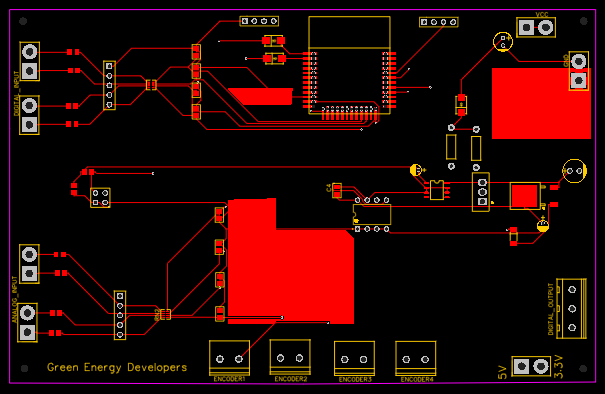 VCC
GND
DIGITAL_INPUT
C4
ANALOG_INPUT
DIGITAL_OUTPUT
Green Energy Developers
ENCODER1
ENCODER2
ENCODER3
ENCODER4
5V
3.3V